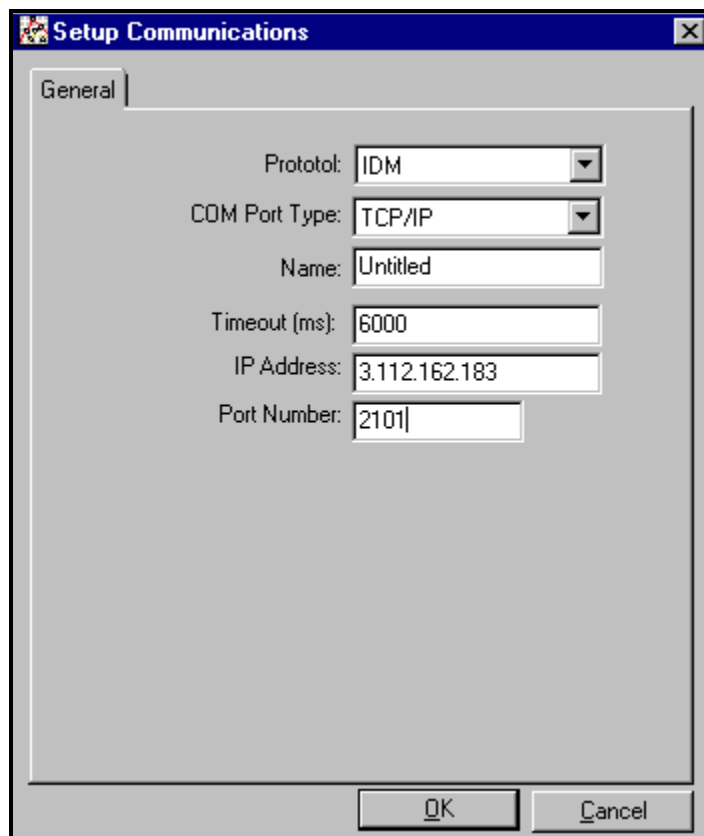 Setup Communications
General
Prototol: IDM
COM Port Type: TCP/IP
Name: Untitled
Timeout (ms): 6000
IP Address: 3.112.162.183
Port Number: 2101
OK Cancel